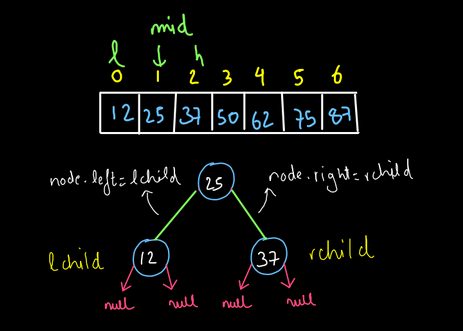 mid
l h
0 1 2 3 4 5 6
12 25 37 50 62 75 87
node.left=lchild 25 node.right=rchild
lchild 12 37 rchild
null null null null